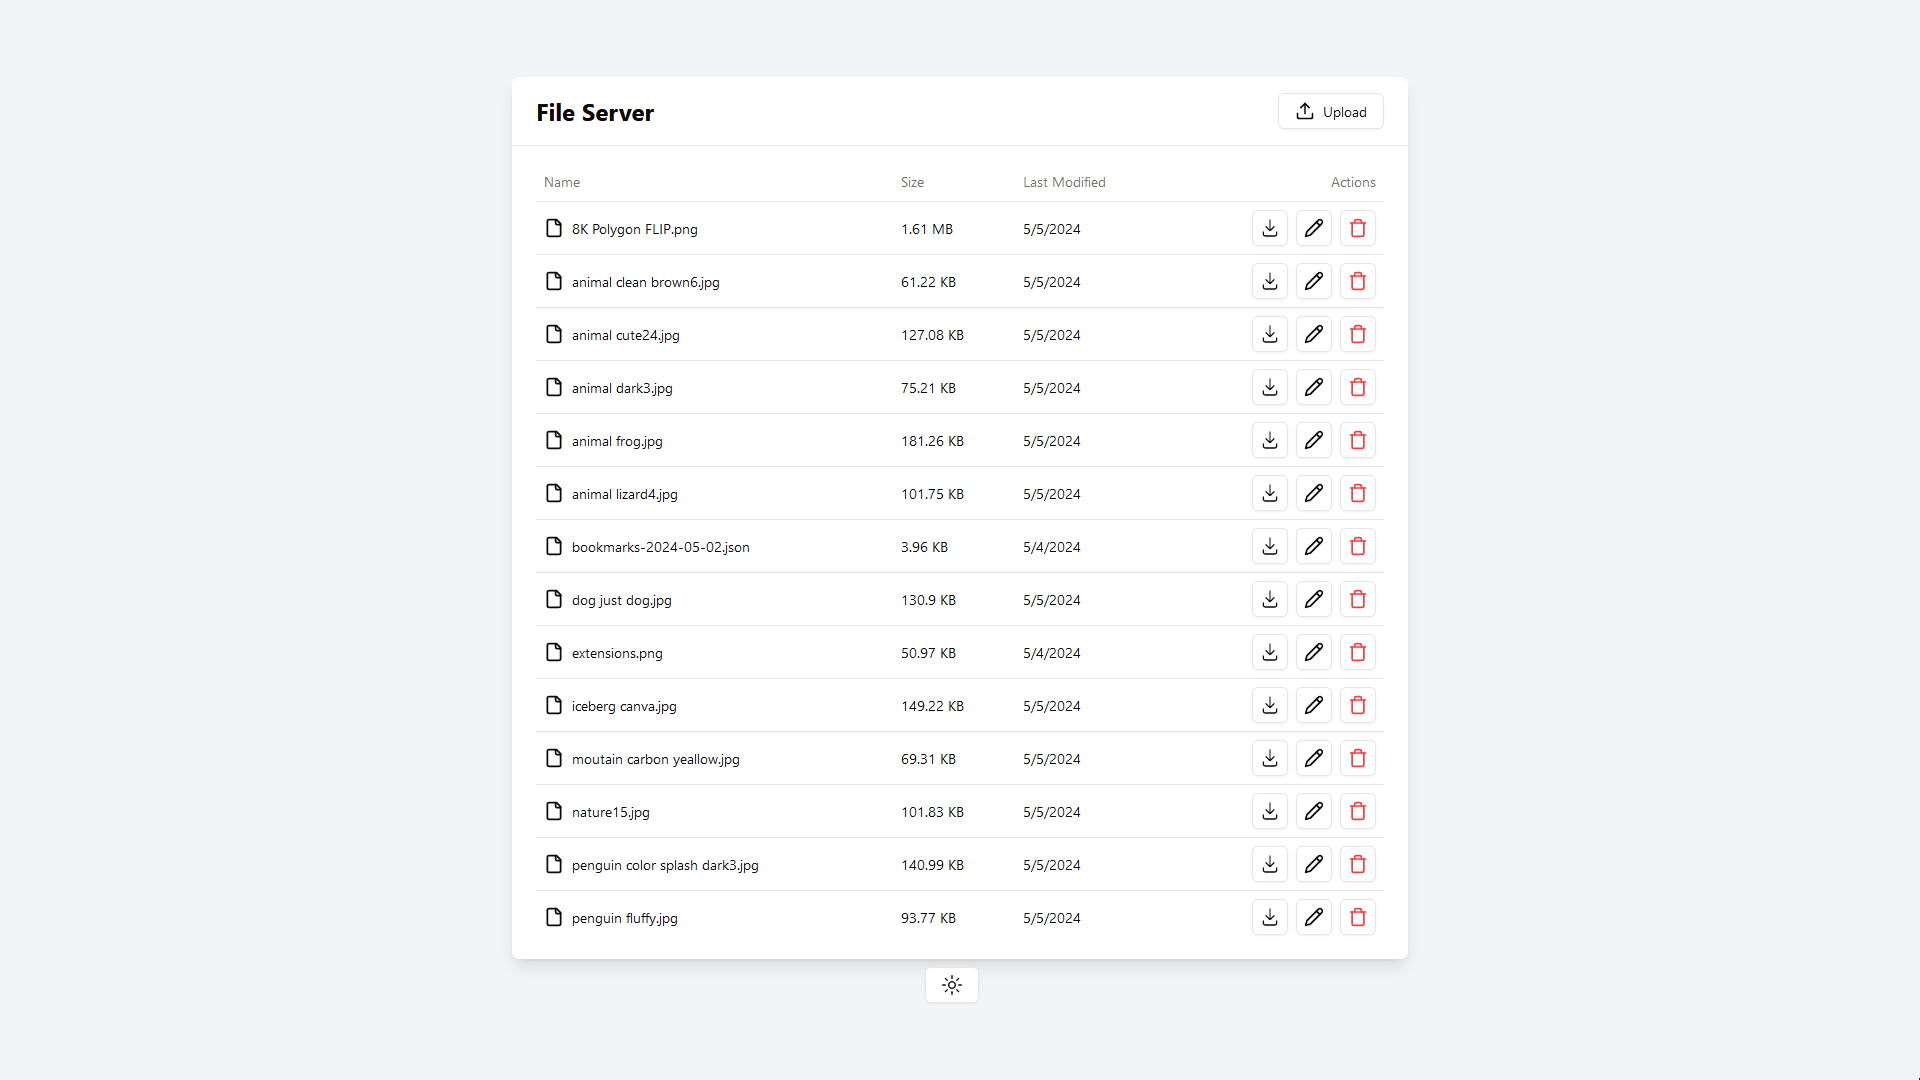 File Server
Upload
Name Size Last Modified Actions
8K Polygon FLIP.png 1.61 MB 5/5/2024
animal clean brown6.jpg 61.22 KB 5/5/2024
animal cute24.jpg 127.08 KB 5/5/2024
animal dark3.jpg 75.21 KB 5/5/2024
animal frog.jpg 181.26 KB 5/5/2024
animal lizard4.jpg 101.75 KB 5/5/2024
bookmarks-2024-05-02.json 3.96 KB 5/4/2024
dog just dog.jpg 130.9 KB 5/5/2024
extensions.png 50.97 KB 5/4/2024
iceberg canva.jpg 149.22 KB 5/5/2024
moutain carbon yeallow.jpg 69.31 KB 5/5/2024
nature15.jpg 101.83 KB 5/5/2024
penguin color splash dark3.jpg 140.99 KB 5/5/2024
penguin fluffy.jpg 93.77 KB 5/5/2024